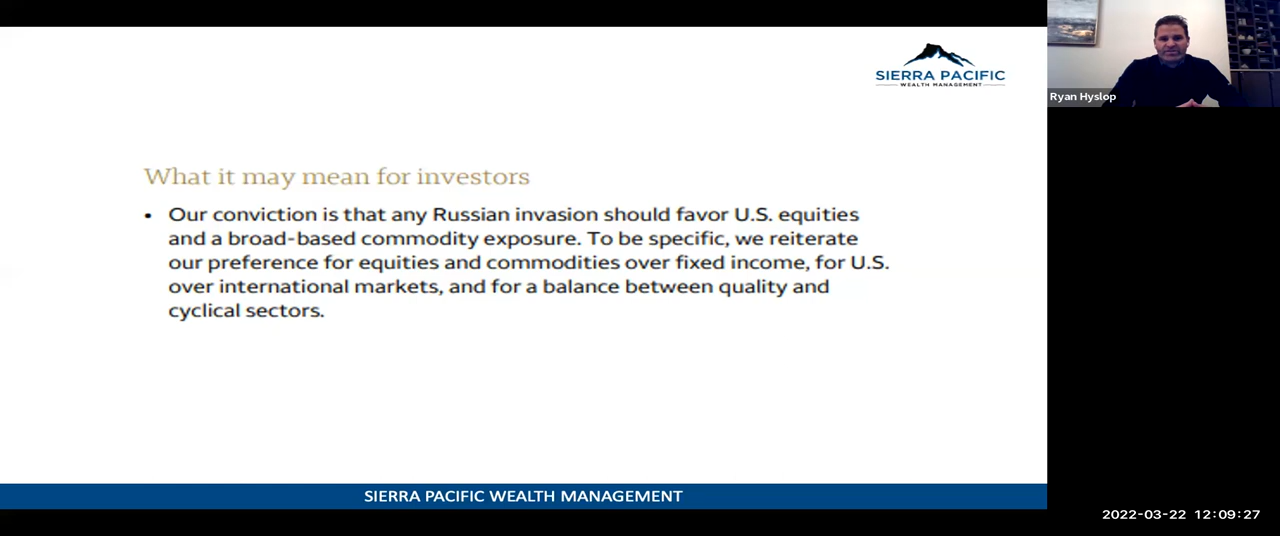 SIERRA PACIFIC
WEALTH MANAGEMENT
Ryan Hyslop
What it may mean for investors
• Our conviction is that any Russian invasion should favor U.S. equities
and a broad-based commodity exposure. To be specific, we reiterate
our preference for equities and commodities over fixed income, for U.S.
over international markets, and for a balance between quality and
cyclical sectors.
SIERRA PACIFIC WEALTH MANAGEMENT
2022-03-22 12:09:27